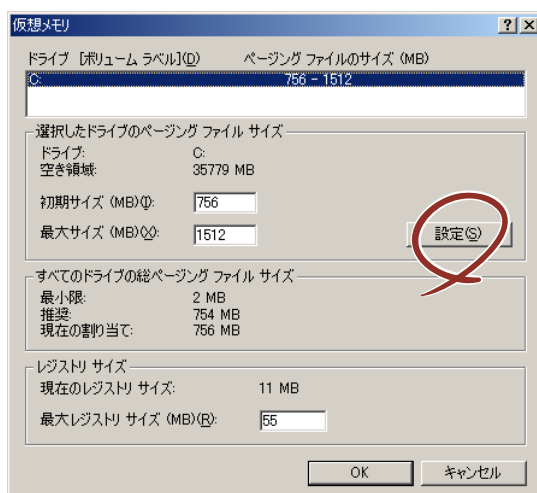 仮想メモリ
ドライブ [ボリューム ラベル](D) ページング ファイルのサイズ (MB)
C: 756 - 1512
選択したドライブのページング ファイル サイズ
ドライブ: C:
空き領域: 35779 MB
初期サイズ (MB)(I): 756
最大サイズ (MB)(X): 1512 設定(S)
すべてのドライブの総ページング ファイル サイズ
最小限: 2 MB
推奨: 754 MB
現在の割り当て: 756 MB
レジストリ サイズ
現在のレジストリ サイズ: 11 MB
最大レジストリ サイズ (MB)(R): 55
OK キャンセル